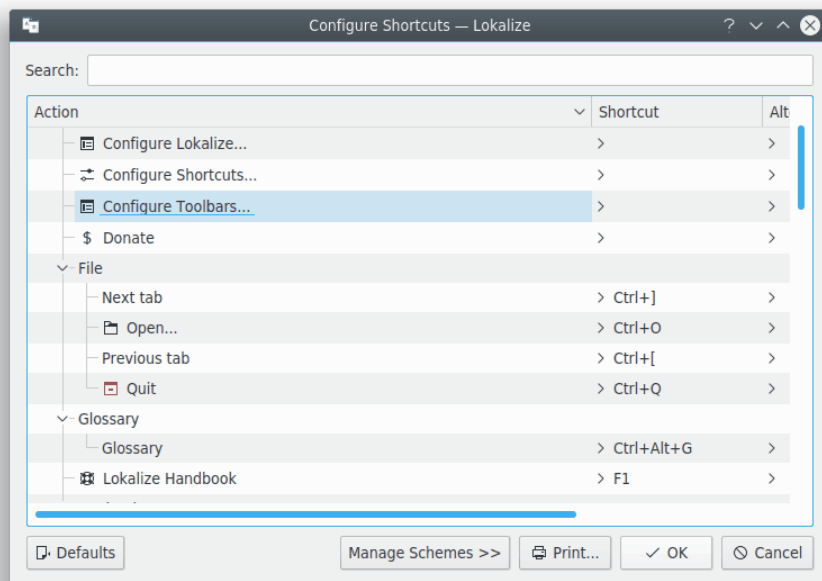 Configure Shortcuts — Lokalize
Search:
Action Shortcut Alt
Configure Lokalize...
Configure Shortcuts...
Configure Toolbars...
Donate
File
Next tab Ctrl+]
Open... Ctrl+O
Previous tab Ctrl+[
Quit Ctrl+Q
Glossary
Glossary Ctrl+Alt+G
Lokalize Handbook F1
Defaults Manage Schemes >> Print... OK Cancel